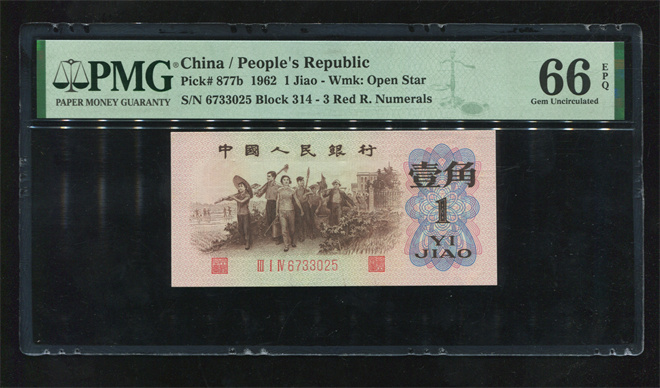 PMG
PAPER MONEY GUARANTY
China / People's Republic
Pick# 877b 1962 1 Jiao - Wmk: Open Star
S/N 6733025 Block 314 - 3 Red R. Numerals
66 EPQ
Gem Uncirculated
中國人民銀行
壹角
1
YI
JIAO
III I IV 6733025